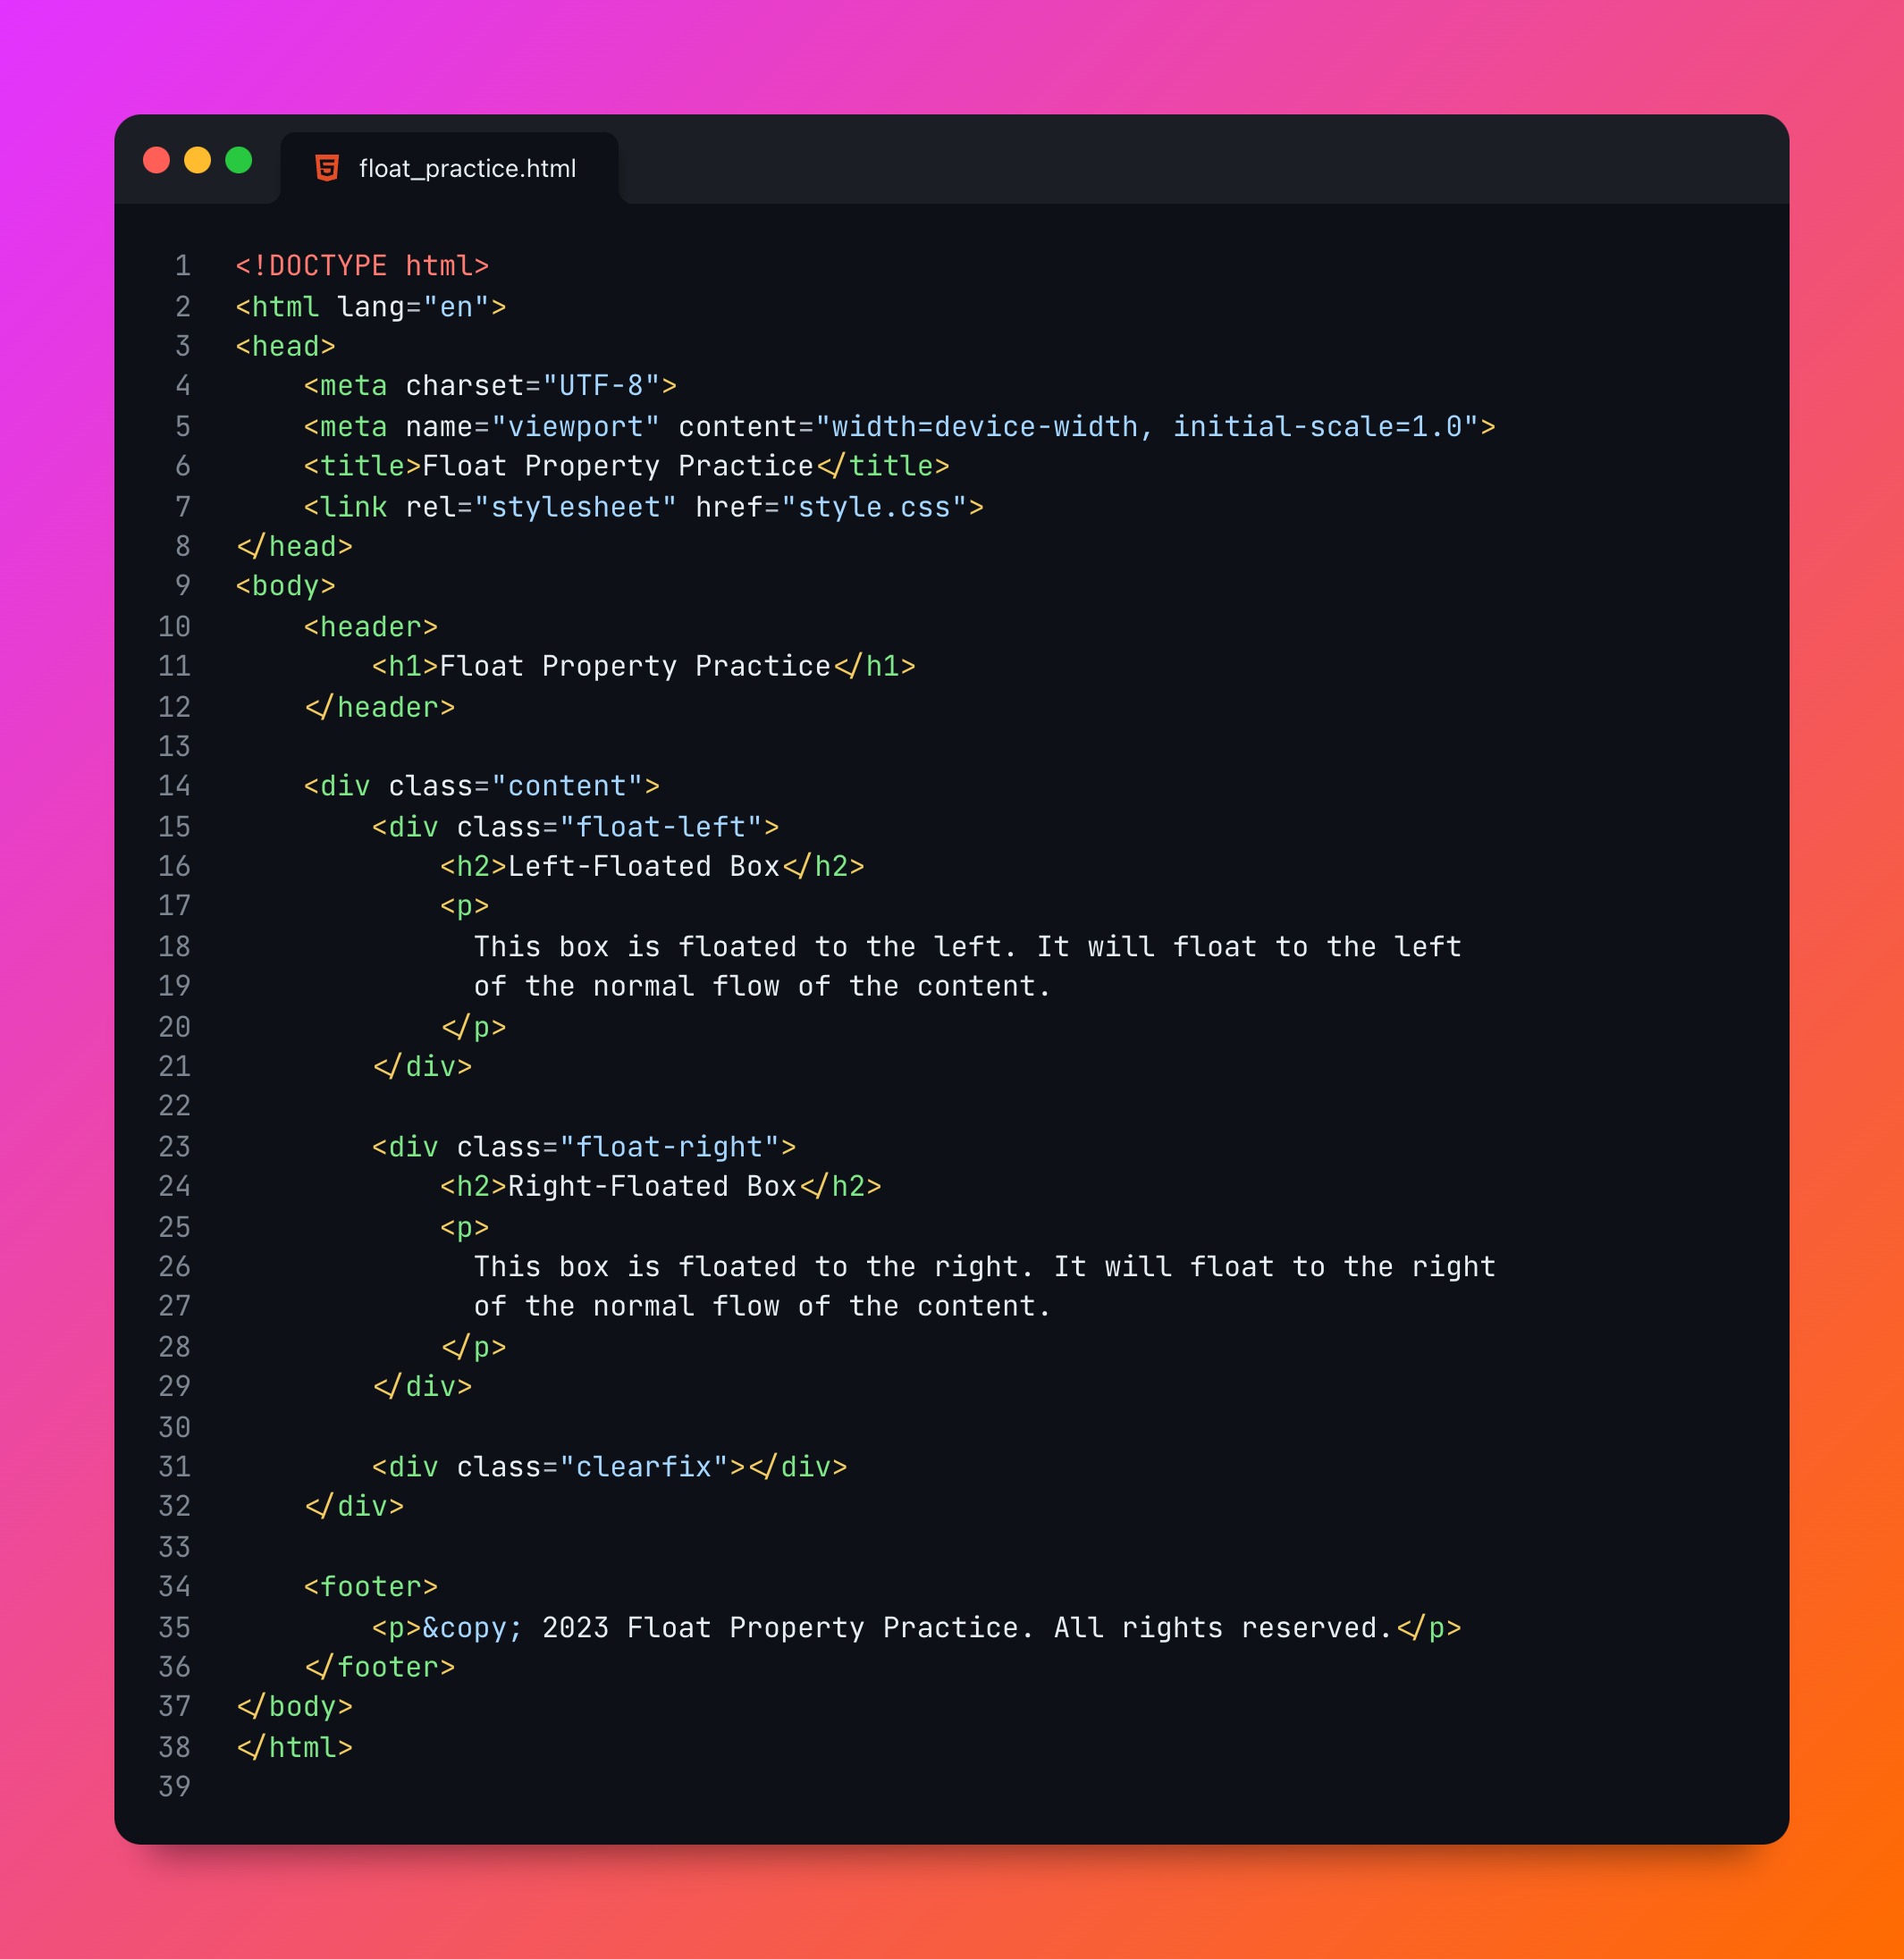 float_practice.html
1 <!DOCTYPE html>
2 <html lang="en">
3 <head>
4     <meta charset="UTF-8">
5     <meta name="viewport" content="width=device-width, initial-scale=1.0">
6     <title>Float Property Practice</title>
7     <link rel="stylesheet" href="style.css">
8 </head>
9 <body>
10     <header>
11         <h1>Float Property Practice</h1>
12     </header>
13
14     <div class="content">
15         <div class="float-left">
16             <h2>Left-Floated Box</h2>
17             <p>
18               This box is floated to the left. It will float to the left
19               of the normal flow of the content.
20             </p>
21         </div>
22
23         <div class="float-right">
24             <h2>Right-Floated Box</h2>
25             <p>
26               This box is floated to the right. It will float to the right
27               of the normal flow of the content.
28             </p>
29         </div>
30
31         <div class="clearfix"></div>
32     </div>
33
34     <footer>
35         <p>&copy; 2023 Float Property Practice. All rights reserved.</p>
36     </footer>
37 </body>
38 </html>
39